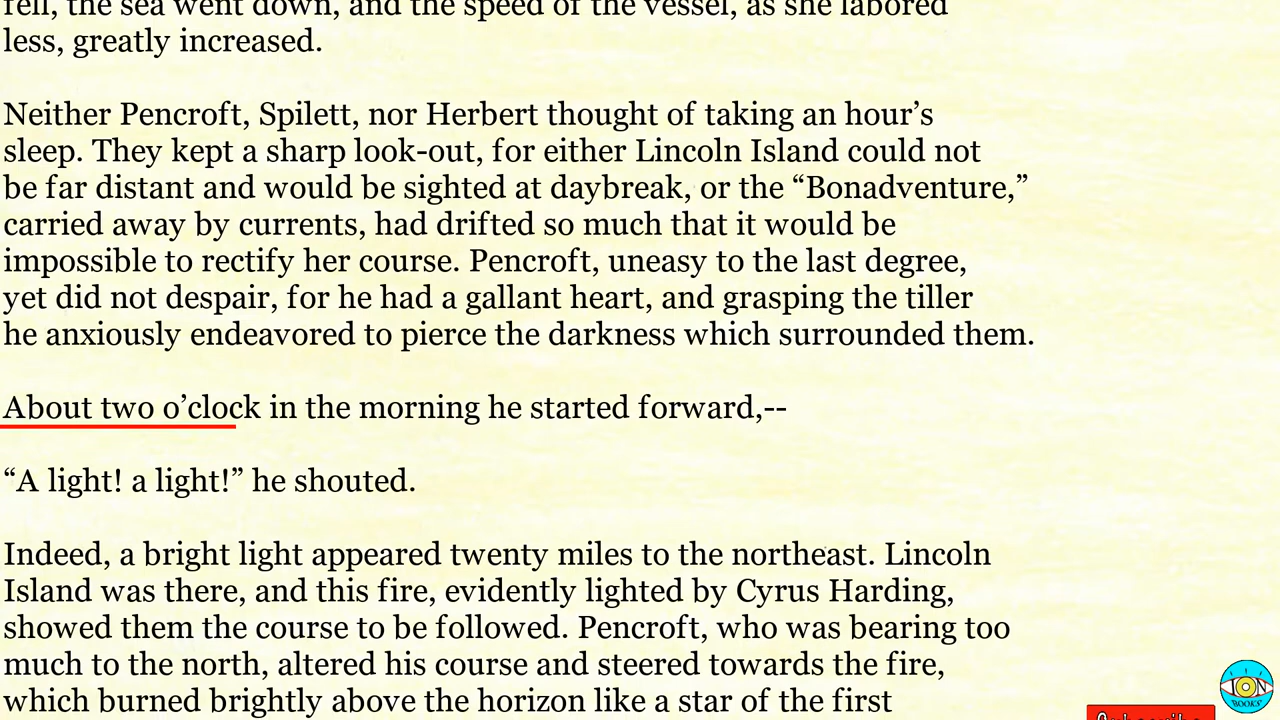 fell, the sea went down, and the speed of the vessel, as she labored
less, greatly increased.
Neither Pencroft, Spilett, nor Herbert thought of taking an hour’s
sleep. They kept a sharp look-out, for either Lincoln Island could not
be far distant and would be sighted at daybreak, or the “Bonadventure,”
carried away by currents, had drifted so much that it would be
impossible to rectify her course. Pencroft, uneasy to the last degree,
yet did not despair, for he had a gallant heart, and grasping the tiller
he anxiously endeavored to pierce the darkness which surrounded them.
About two o’clock in the morning he started forward,--
“A light! a light!” he shouted.
Indeed, a bright light appeared twenty miles to the northeast. Lincoln
Island was there, and this fire, evidently lighted by Cyrus Harding,
showed them the course to be followed. Pencroft, who was bearing too
much to the north, altered his course and steered towards the fire,
which burned brightly above the horizon like a star of the first
ION
BOOKS